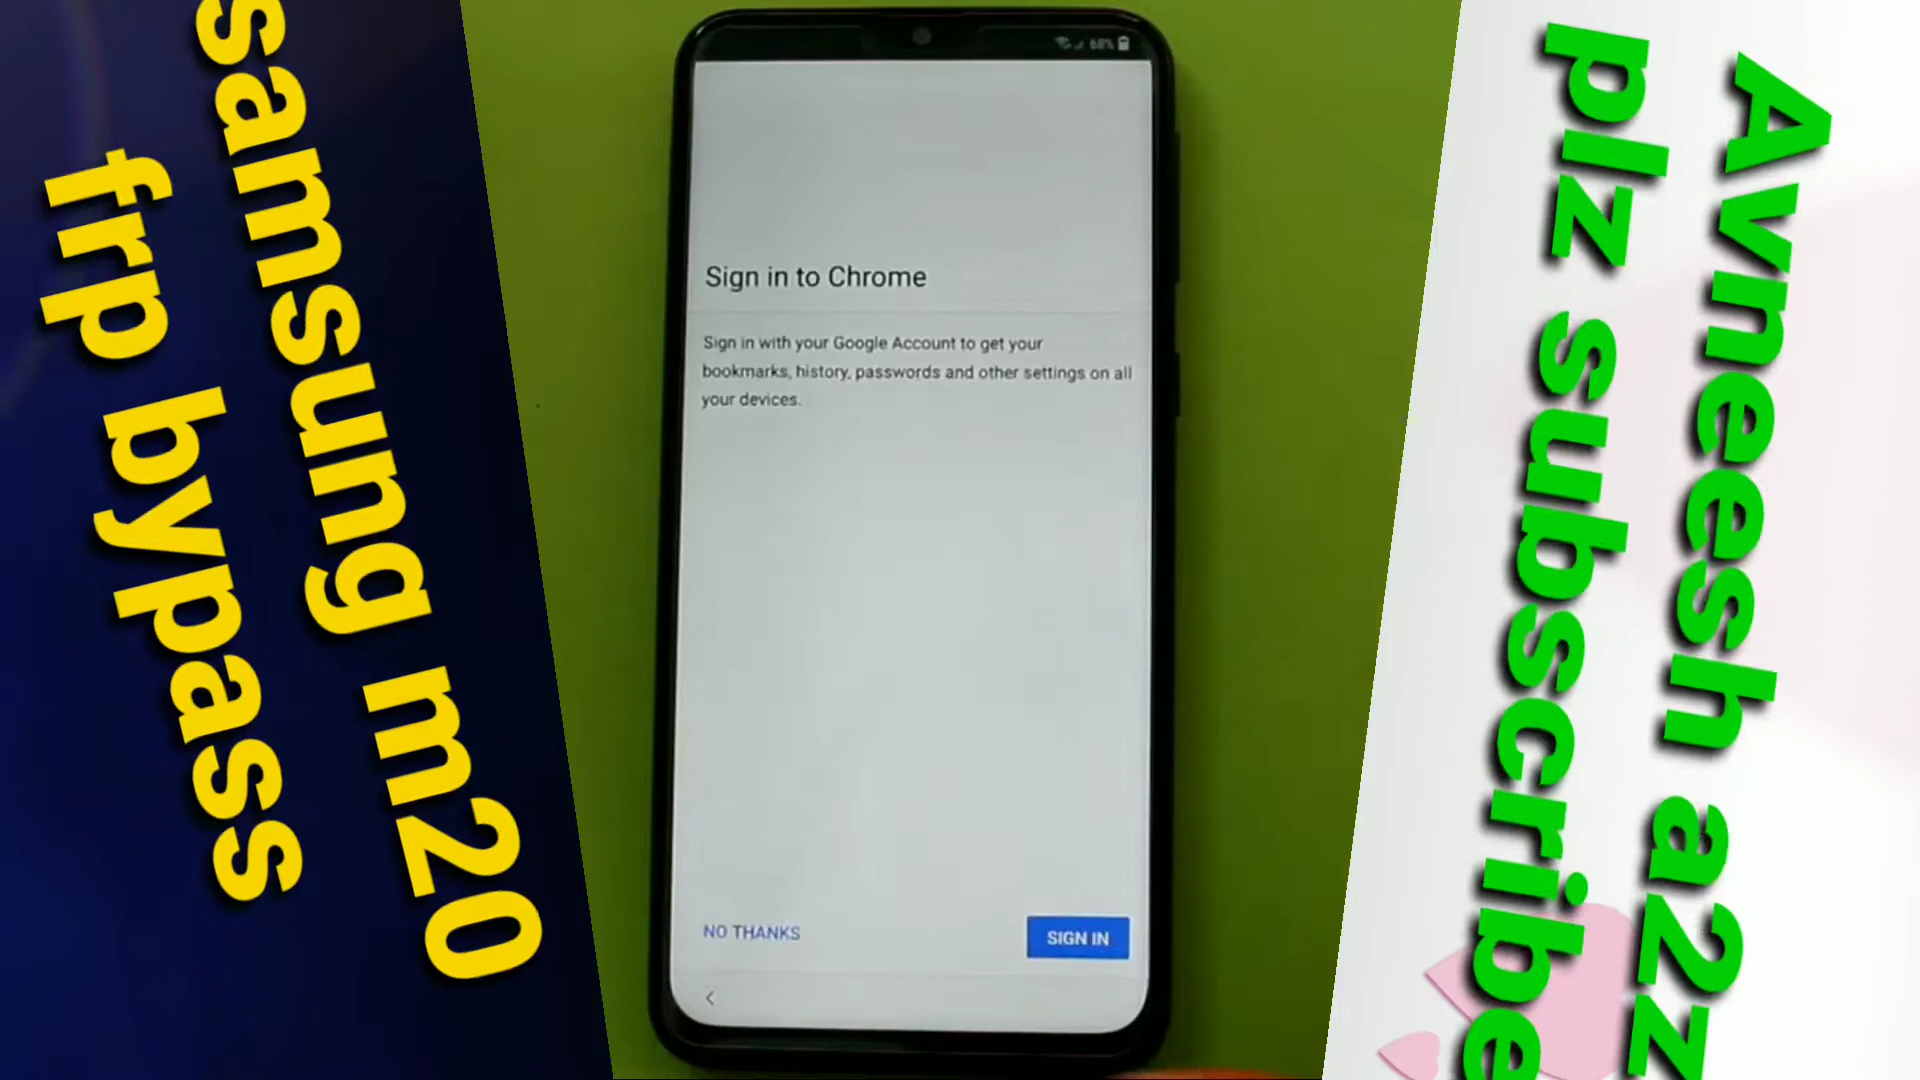 samsung m20
frp bypass
68%
Sign in to Chrome
Sign in with your Google Account to get your
bookmarks, history, passwords and other settings on all
your devices.
NO THANKS
SIGN IN
Avneesh a2z
plz subscribe